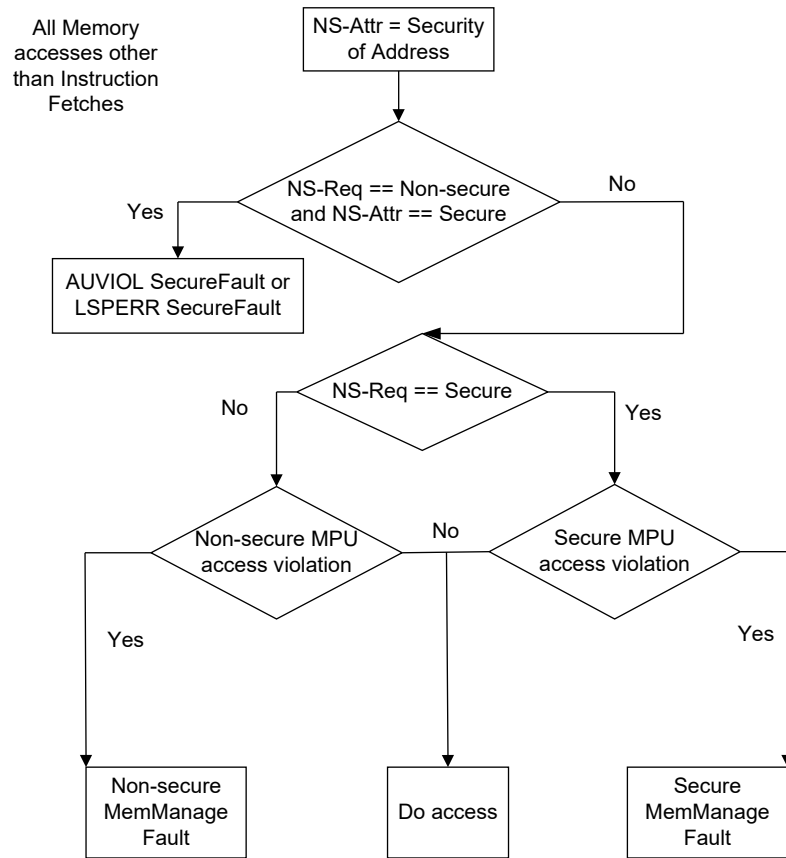 All Memory
accesses other
than Instruction
Fetches
NS-Attr = Security
of Address
NS-Req == Non-secure
and NS-Attr == Secure
Yes
No
AUVIOL SecureFault or
LSPERR SecureFault
NS-Req == Secure
No
Yes
Non-secure MPU
access violation
No
Secure MPU
access violation
Yes
Yes
Non-secure
MemManage
Fault
Do access
Secure
MemManage
Fault